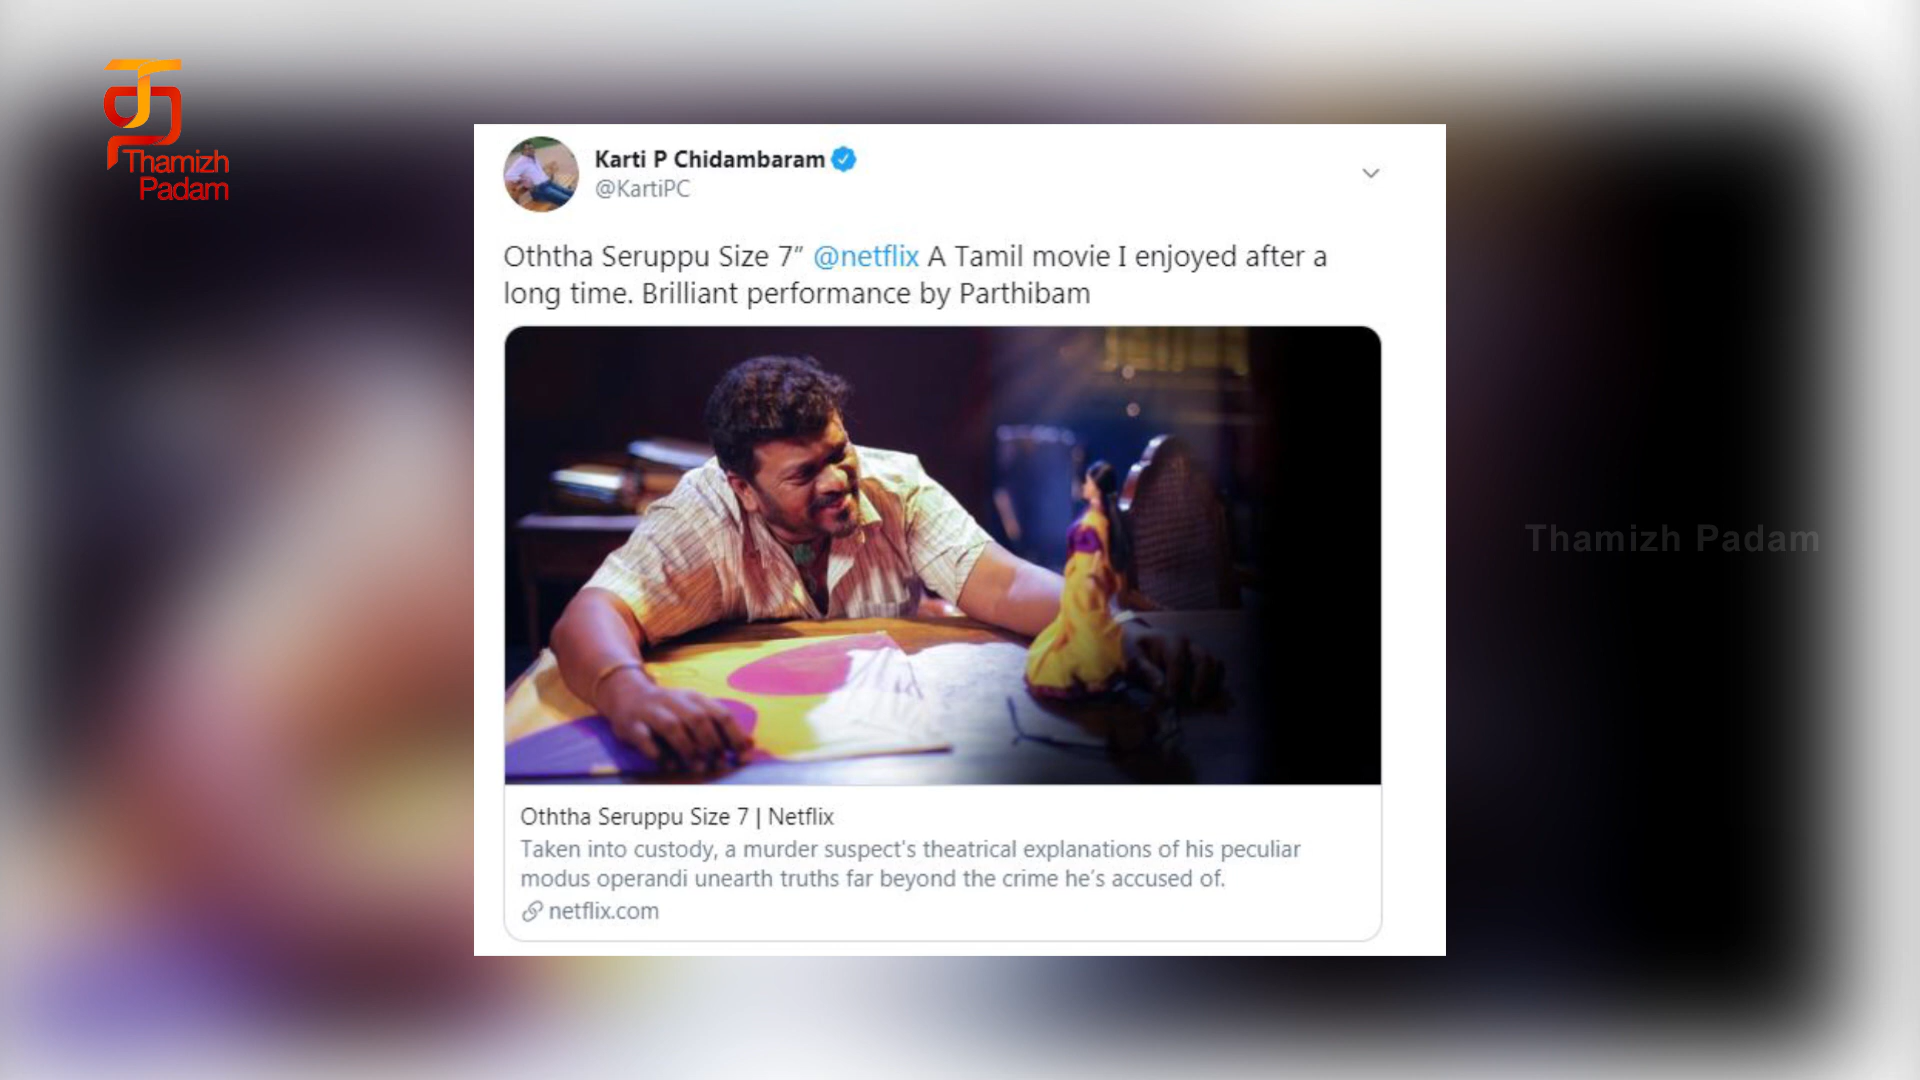 Thamizh
Padam
Karti P Chidambaram
@KartiPC
Oththa Seruppu Size 7” @netflix A Tamil movie I enjoyed after a
long time. Brilliant performance by Parthibam
Oththa Seruppu Size 7 | Netflix
Taken into custody, a murder suspect's theatrical explanations of his peculiar
modus operandi unearth truths far beyond the crime he's accused of.
netflix.com
Thamizh Padam